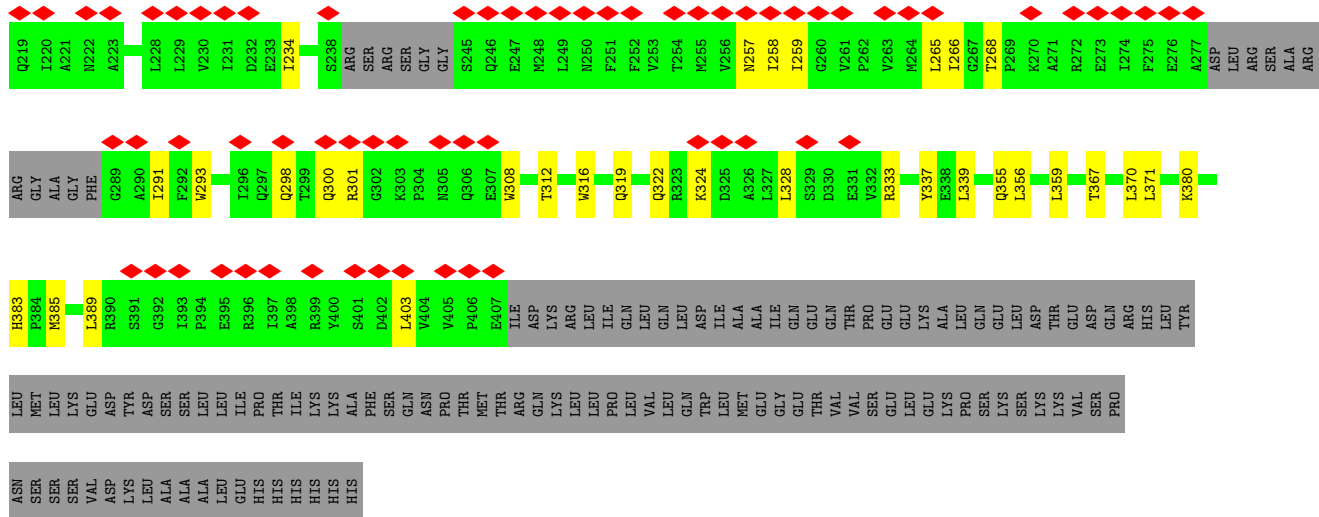 Q219 I220 A221 N222 A223 L228 L229 V230 I231 D232 E233 I234 S238 ARG SER ARG SER GLY GLY S245 Q246 E247 M248 L249 N250 F251 F252 V253 T254 M255 V256 N257 I258 I259 G260 V261 P262 V263 M264 L265 I266 G267 T268 P269 K270 A271 R272 E273 I274 F275 E276 A277 ASP LEU ARG ARG SER ALA ARG
ARG GLY ALA GLY PHE G289 A290 I291 F292 W293 I296 Q297 Q298 T299 Q300 R301 G302 K303 P304 N305 Q306 E307 W308 T312 W316 Q319 Q322 R323 K324 D325 A326 L327 L328 S329 D330 E331 V332 R333 Y337 E338 L339 Q355 L356 L359 T367 L370 L371 K380
H383 P384 M385 L389 R390 S391 G392 I393 P394 E395 R396 I397 A398 R399 Y400 S401 D402 L403 V404 V405 P406 E407 ILE ASP LYS ARG LEU ILE GLN LEU GLN LEU ASP ILE ALA ALA ILE GLN GLU GLN THR PRO GLU GLU LYS ALA LEU GLN GLU LEU ASP THR GLU ASP GLN ARG HIS LEU TYR
LEU MET LEU LYS GLU ASP TYR ASP SER SER LEU LEU ILE PRO THR ILE LYS LYS ALA PHE SER GLN ASN PRO THR MET THR ARG GLN LYS LEU LEU PRO LEU VAL LEU GLN TRP LEU MET GLU GLY GLU THR VAL VAL SER GLU LEU GLU LYS PRO SER LYS SER LYS LYS VAL SER PRO
ASN SER SER SER VAL ASP LYS LEU ALA ALA ALA LEU GLU HIS HIS HIS HIS HIS HIS